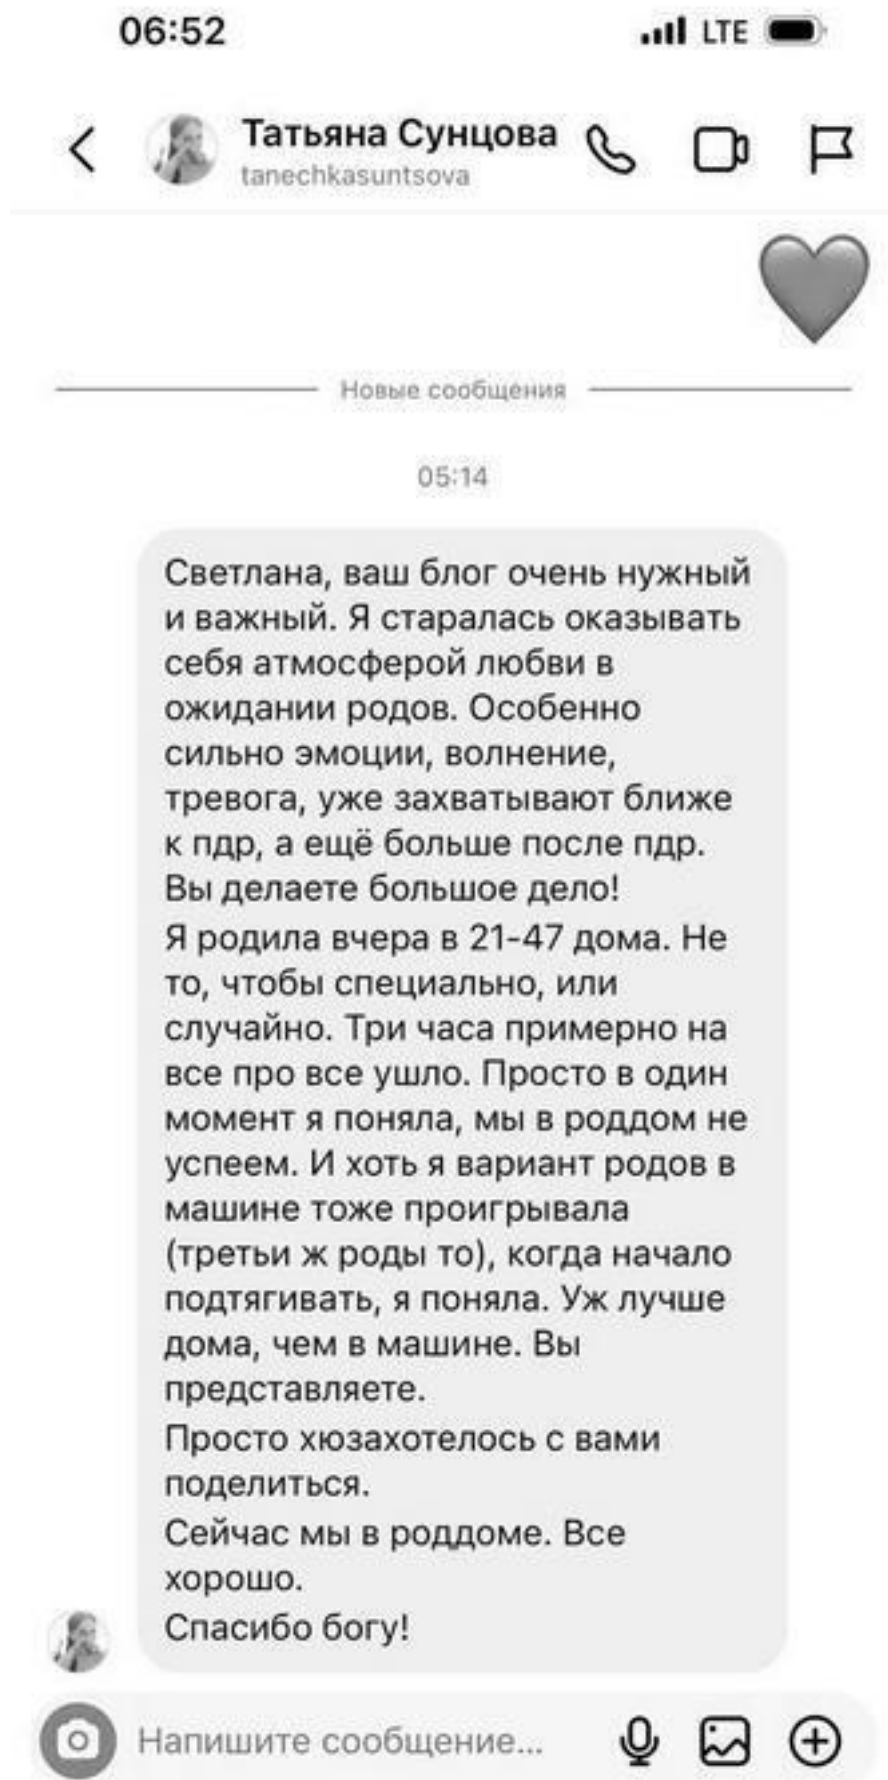 06:52
LTE
Татьяна Сунцова
tanechkasuntsova
Новые сообщения
05:14
Светлана, ваш блог очень нужный
и важный. Я старалась оказывать
себя атмосферой любви в
ожидании родов. Особенно
сильно эмоции, волнение,
тревога, уже захватывают ближе
к пдр, а ещё больше после пдр.
Вы делаете большое дело!
Я родила вчера в 21-47 дома. Не
то, чтобы специально, или
случайно. Три часа примерно на
все про все ушло. Просто в один
момент я поняла, мы в роддом не
успеем. И хоть я вариант родов в
машине тоже проигрывала
(третьи ж роды то), когда начало
подтягивать, я поняла. Уж лучше
дома, чем в машине. Вы
представляете.
Просто хюзахотелось с вами
поделиться.
Сейчас мы в роддоме. Все
хорошо.
Спасибо богу!
Напишите сообщение...